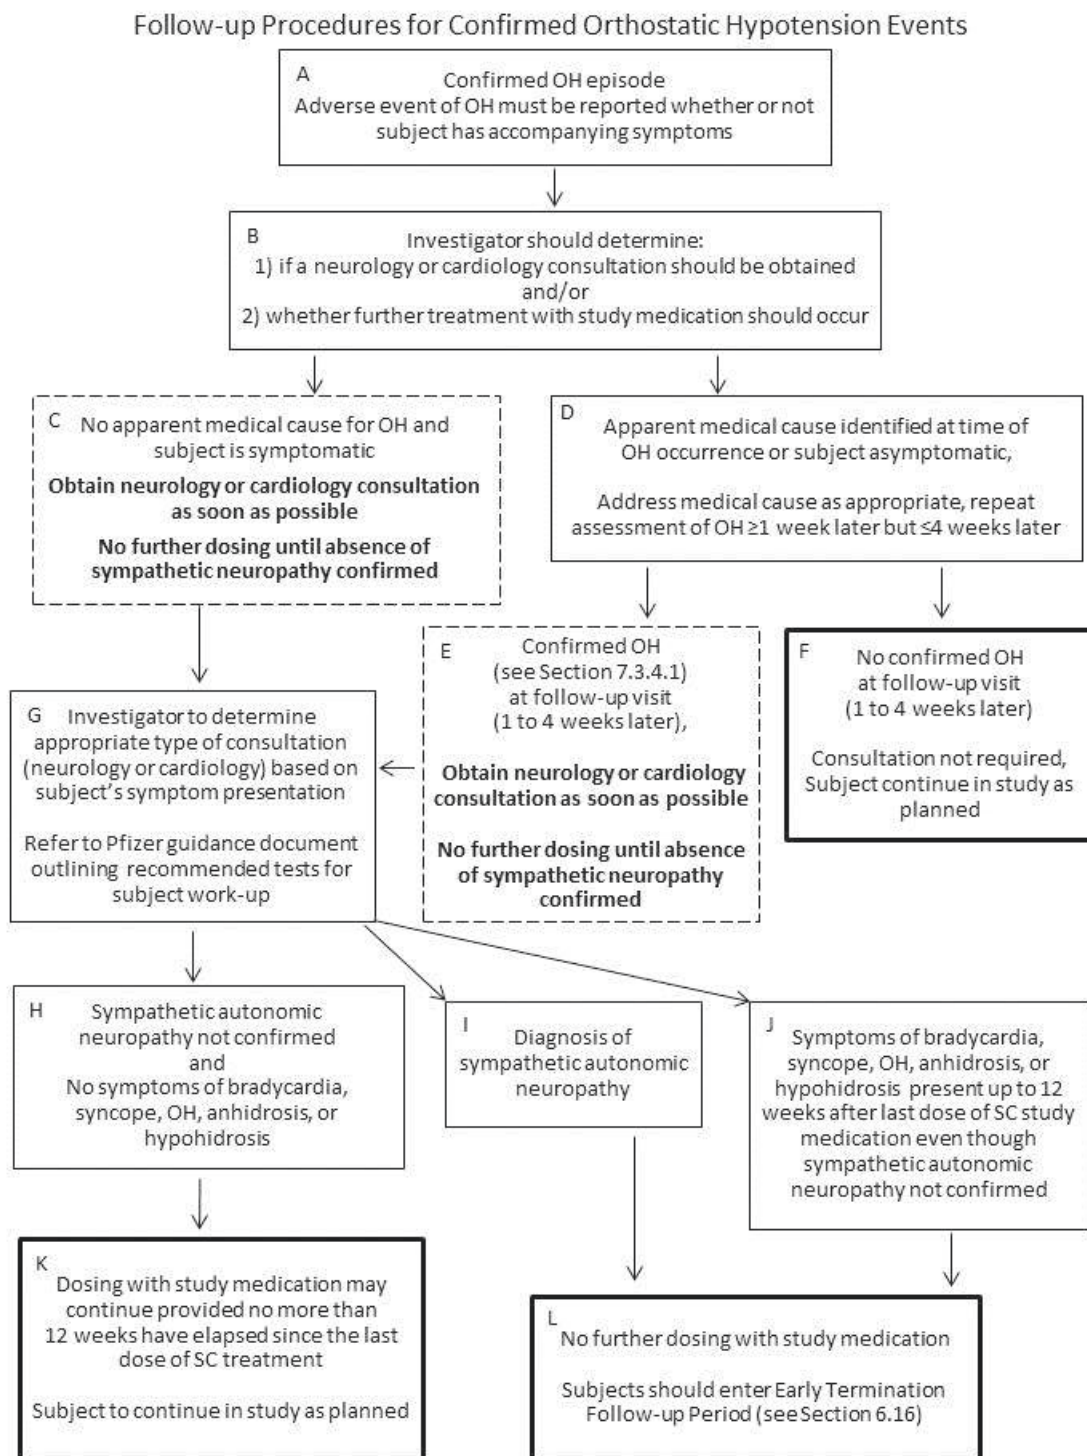 Follow-up Procedures for Confirmed Orthostatic Hypotension Events
A
Confirmed OH episode
Adverse event of OH must be reported whether or not
subject has accompanying symptoms
B
Investigator should determine:
1) if a neurology or cardiology consultation should be obtained
and/or
2) whether further treatment with study medication should occur
C
No apparent medical cause for OH and
subject is symptomatic
Obtain neurology or cardiology consultation
as soon as possible
No further dosing until absence of
sympathetic neuropathy confirmed
D
Apparent medical cause identified at time of
OH occurrence or subject asymptomatic,
Address medical cause as appropriate, repeat
assessment of OH ≥1 week later but ≤4 weeks later
E
Confirmed OH
(see Section 7.3.4.1)
at follow-up visit
(1 to 4 weeks later),
Obtain neurology or cardiology
consultation as soon as possible
No further dosing until absence
of sympathetic neuropathy
confirmed
F
No confirmed OH
at follow-up visit
(1 to 4 weeks later)
Consultation not required,
Subject continue in study as
planned
G
Investigator to determine
appropriate type of consultation
(neurology or cardiology) based on
subject's symptom presentation
Refer to Pfizer guidance document
outlining recommended tests for
subject work-up
H
Sympathetic autonomic
neuropathy not confirmed
and
No symptoms of bradycardia,
syncope, OH, anhidrosis, or
hypohidrosis
I
Diagnosis of
sympathetic autonomic
neuropathy
J
Symptoms of bradycardia,
syncope, OH, anhidrosis, or
hypohidrosis present up to 12
weeks after last dose of SC study
medication even though
sympathetic autonomic
neuropathy not confirmed
K
Dosing with study medication may
continue provided no more than
12 weeks have elapsed since the last
dose of SC treatment
Subject to continue in study as planned
L
No further dosing with study medication
Subjects should enter Early Termination
Follow-up Period (see Section 6.16)